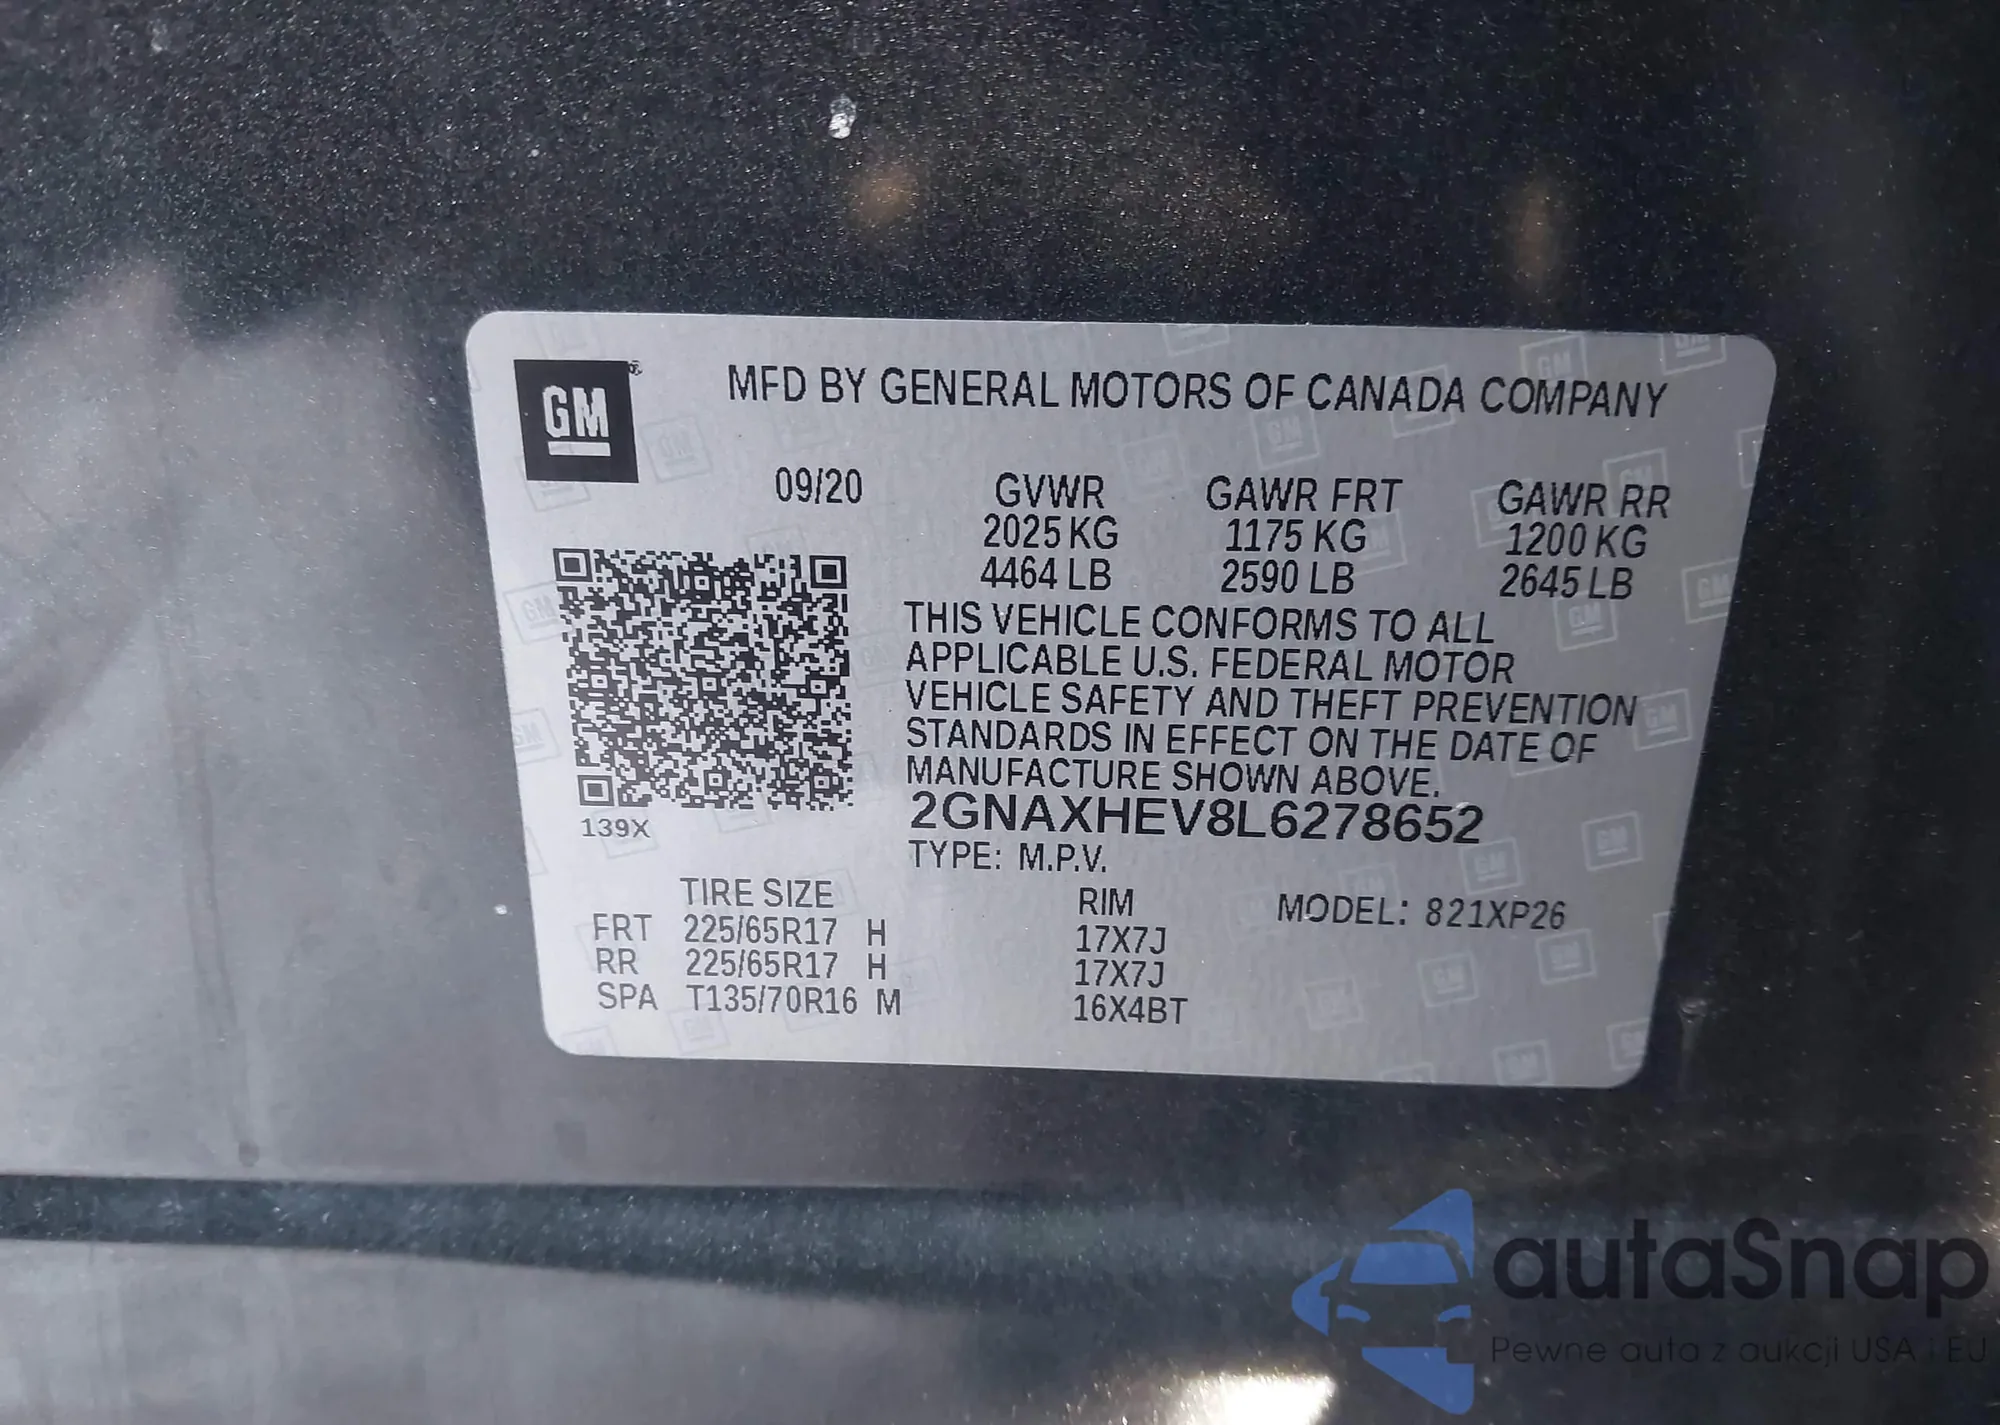 GM®
MFD BY GENERAL MOTORS OF CANADA COMPANY
09/20 GVWR GAWR FRT GAWR RR
2025 KG 1175 KG 1200 KG
4464 LB 2590 LB 2645 LB
THIS VEHICLE CONFORMS TO ALL
APPLICABLE U.S. FEDERAL MOTOR
VEHICLE SAFETY AND THEFT PREVENTION
STANDARDS IN EFFECT ON THE DATE OF
MANUFACTURE SHOWN ABOVE.
2GNAXHEV8L6278652
139X
TYPE: M.P.V.
TIRE SIZE RIM MODEL: 821XP26
FRT 225/65R17 H 17X7J
RR 225/65R17 H 17X7J
SPA T135/70R16 M 16X4BT
autaSnap
Pewne auta z aukcji USA i EU